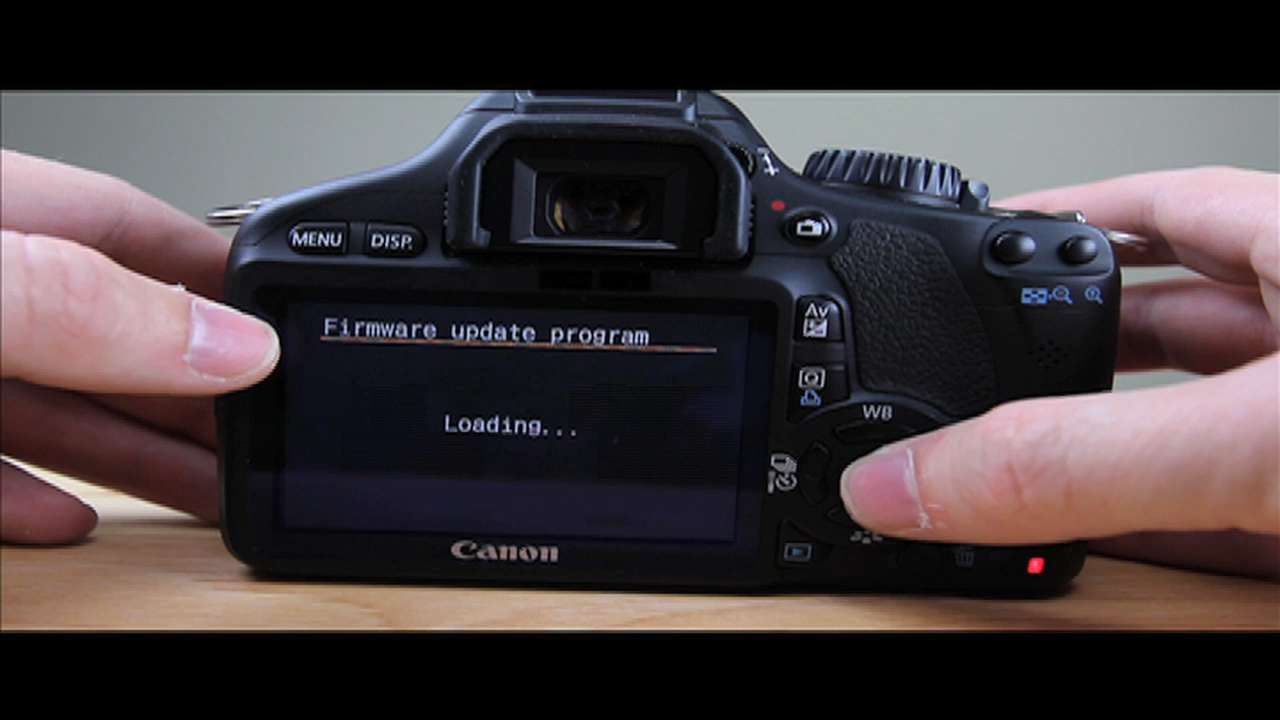 MENU
DISP.
Firmware update program
Loading...
Av
WB
Canon